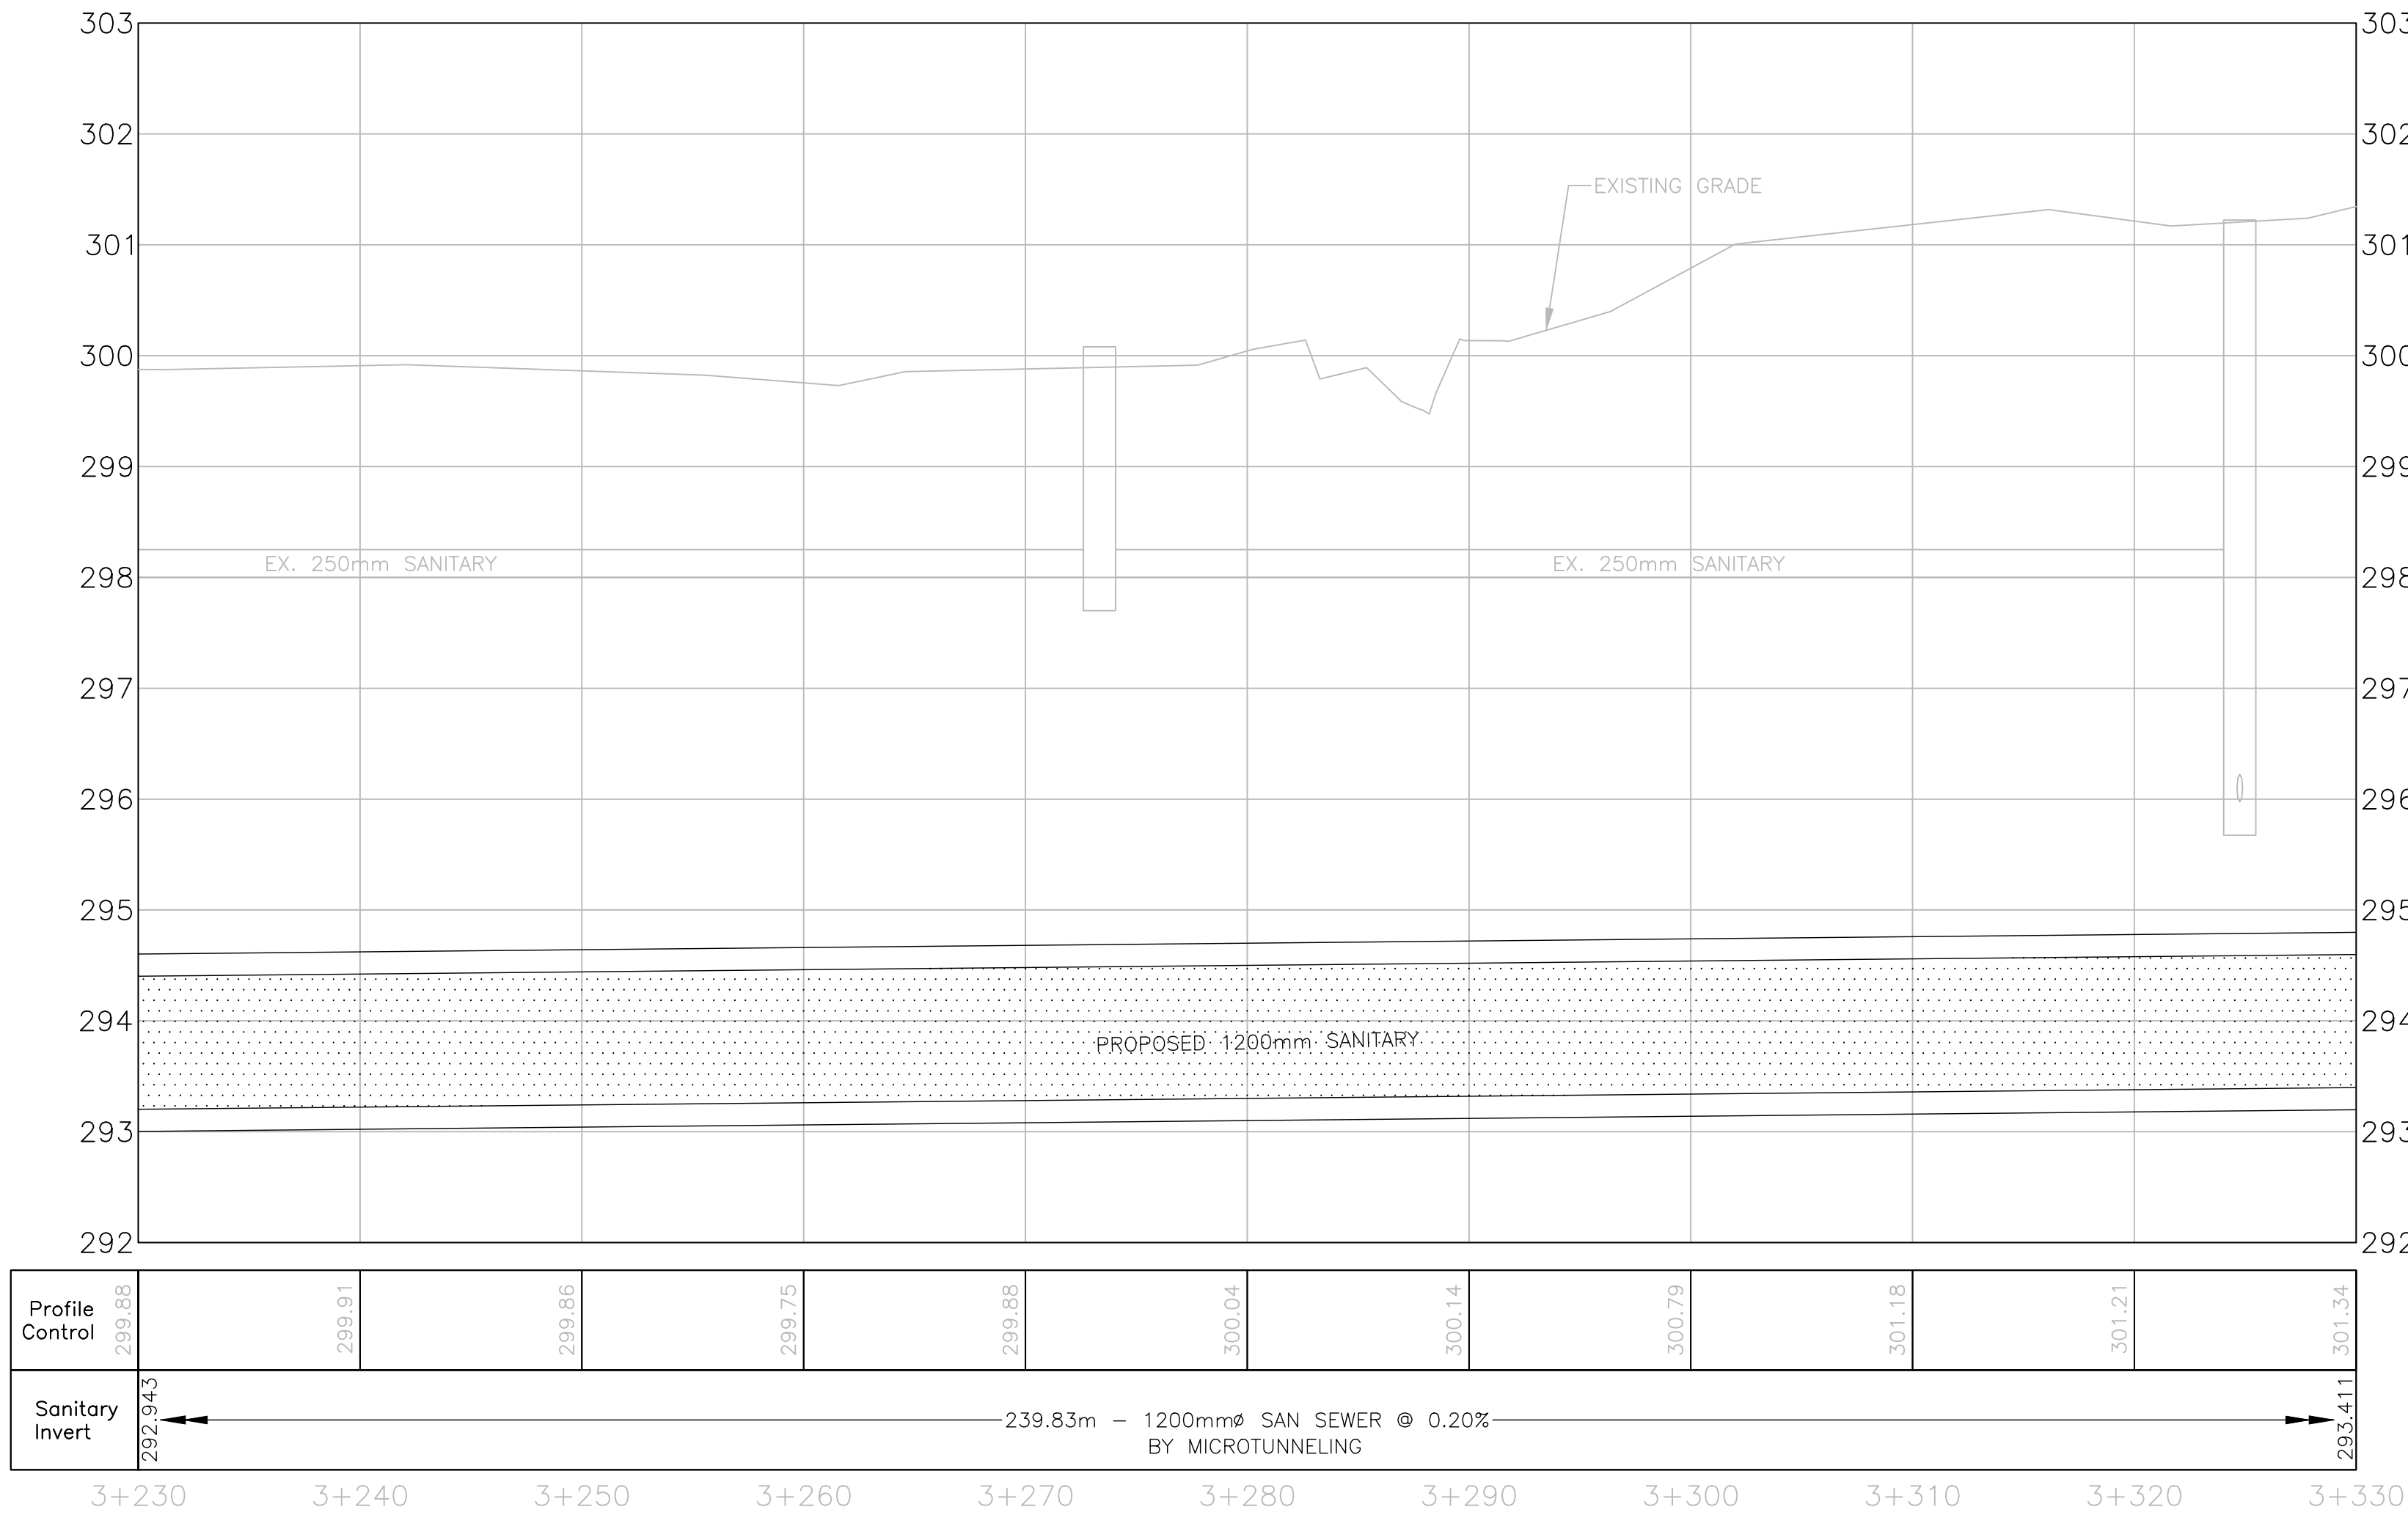 303 303
302 302
EXISTING GRADE
301 301
300 300
299 299
EX. 250mm SANITARY EX. 250mm SANITARY
298 298
297 297
296 296
295 295
294 294
PROPOSED 1200mm SANITARY
293 293
292 292
Profile
Control
299.88 299.91 299.86 299.75 299.88 300.04 300.14 300.79 301.18 301.21 301.34
Sanitary
Invert
292.943
239.83m - 1200mmø SAN SEWER @ 0.20%
BY MICROTUNNELING
293.411
3+230 3+240 3+250 3+260 3+270 3+280 3+290 3+300 3+310 3+320 3+330